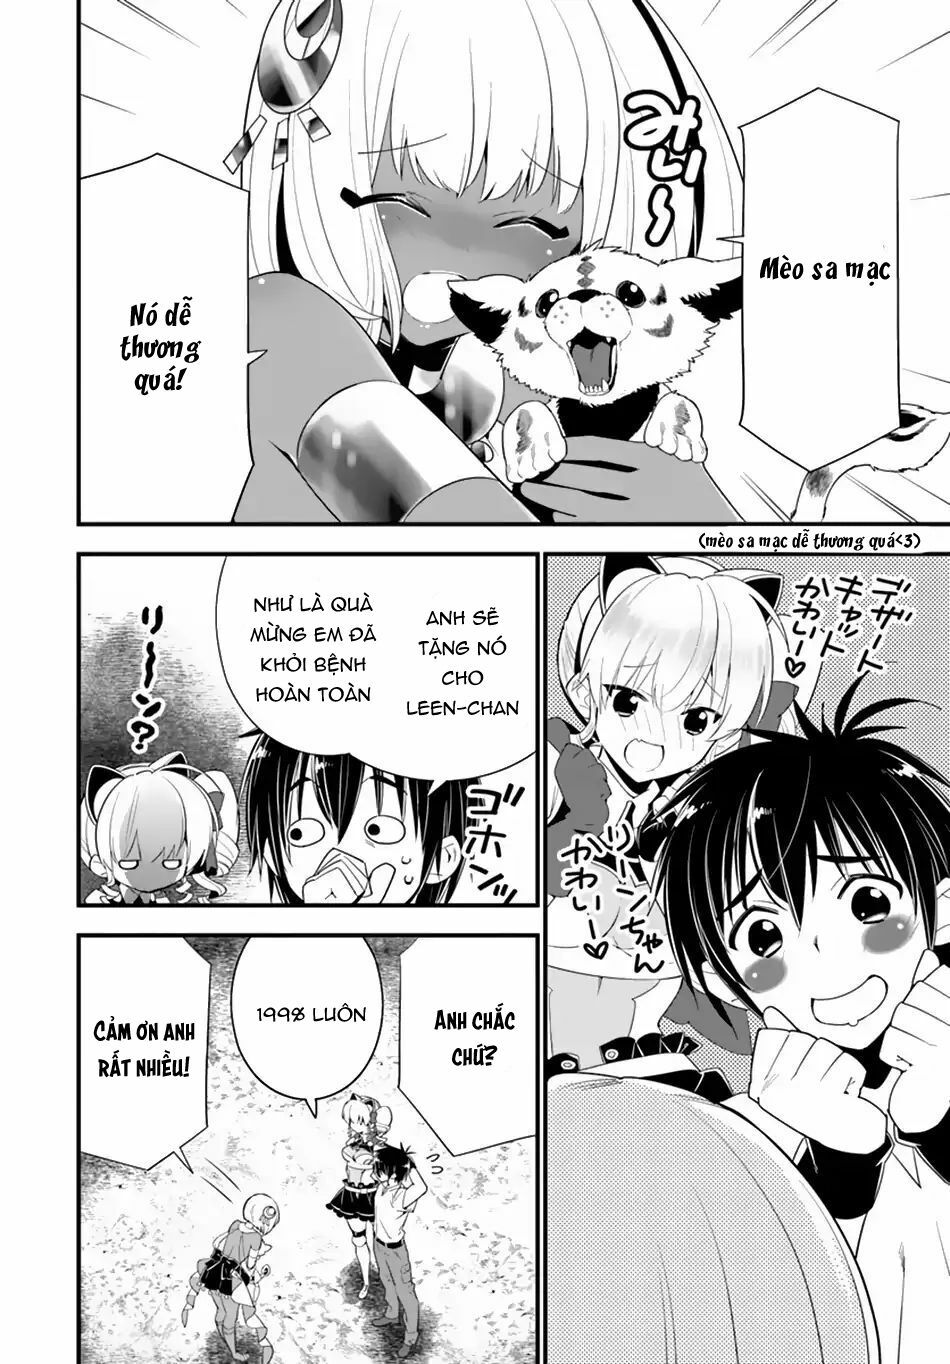 Mèo sa mạc
みぃ〜
Nó dễ
thương
quá!
(mèo sa mạc dễ thương quá<3)
デザート
キャット
かわいー♡
リーンちゃん
かわいー♡
ANH SẼ
TẶNG NÓ
CHO
LEEN-CHAN
NHƯ LÀ QUÀ
MỪNG EM ĐÃ
KHỎI BỆNH
HOÀN TOÀN
ゴホンッ
リーン?
ANH CHẮC
CHỨ?
1998 LUÔN
CẢM ƠN ANH
RẤT NHIỀU!